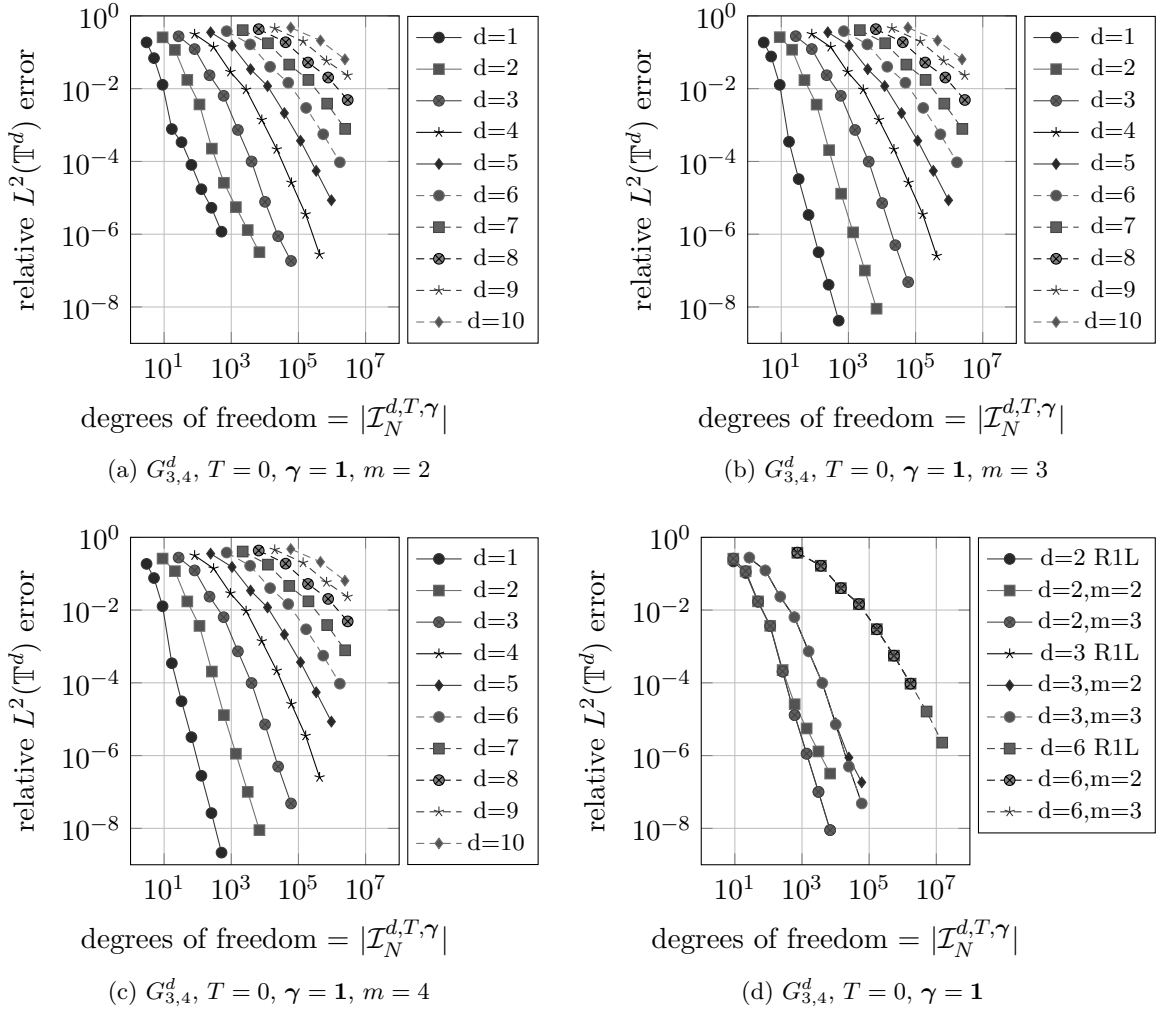 10^0
10^{-2}
10^{-4}
10^{-6}
10^{-8}
relative L^2(𝕋^d) error
10^1
10^3
10^5
10^7
degrees of freedom = |ℐ_N^{d,T,γ}|
d=1
d=2
d=3
d=4
d=5
d=6
d=7
d=8
d=9
d=10
(a) G^d_{3,4}, T = 0, γ = 1, m = 2
10^0
10^{-2}
10^{-4}
10^{-6}
10^{-8}
relative L^2(𝕋^d) error
10^1
10^3
10^5
10^7
degrees of freedom = |ℐ_N^{d,T,γ}|
d=1
d=2
d=3
d=4
d=5
d=6
d=7
d=8
d=9
d=10
(b) G^d_{3,4}, T = 0, γ = 1, m = 3
10^0
10^{-2}
10^{-4}
10^{-6}
10^{-8}
relative L^2(𝕋^d) error
10^1
10^3
10^5
10^7
degrees of freedom = |ℐ_N^{d,T,γ}|
d=1
d=2
d=3
d=4
d=5
d=6
d=7
d=8
d=9
d=10
(c) G^d_{3,4}, T = 0, γ = 1, m = 4
10^0
10^{-2}
10^{-4}
10^{-6}
10^{-8}
relative L^2(𝕋^d) error
10^1
10^3
10^5
10^7
degrees of freedom = |ℐ_N^{d,T,γ}|
d=2 R1L
d=2,m=2
d=2,m=3
d=3 R1L
d=3,m=2
d=3,m=3
d=6 R1L
d=6,m=2
d=6,m=3
(d) G^d_{3,4}, T = 0, γ = 1